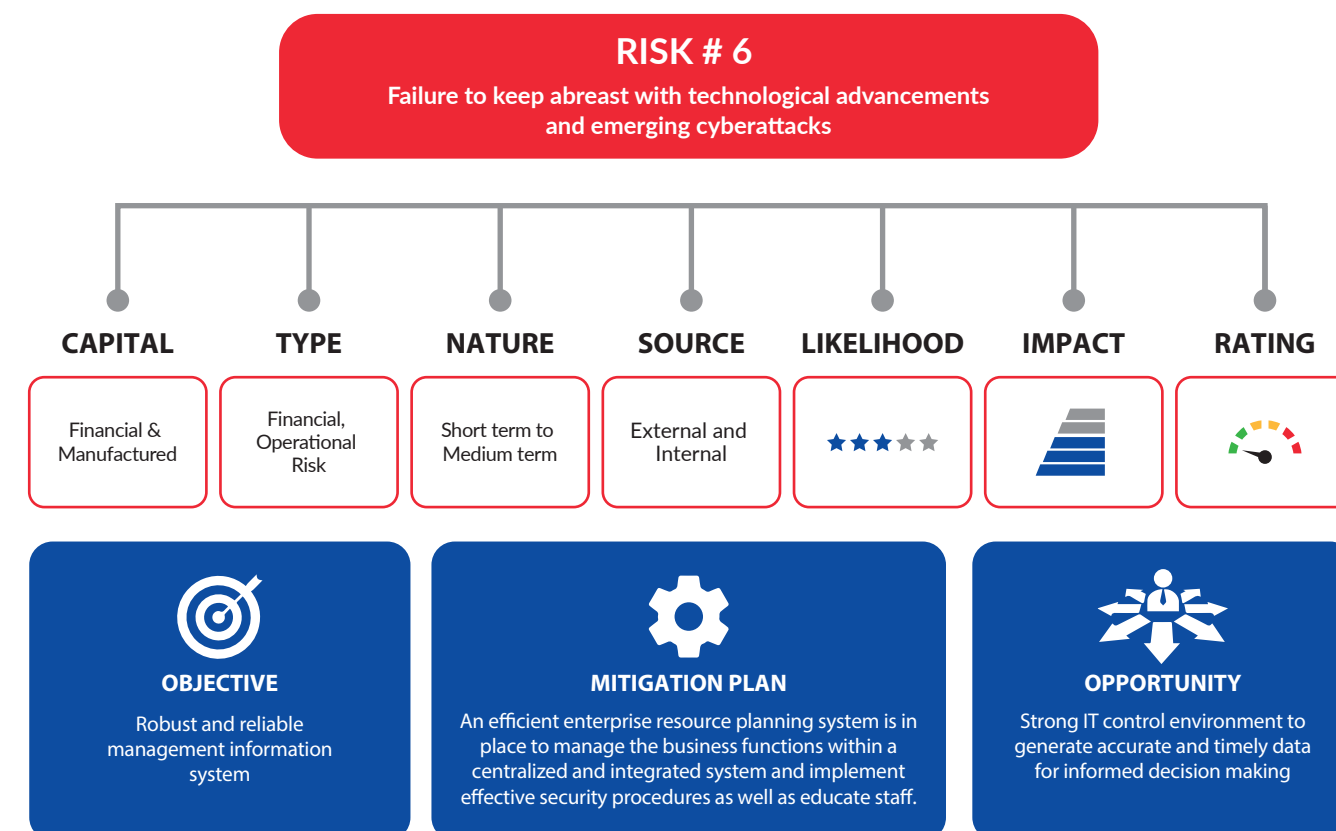 RISK # 6
Failure to keep abreast with technological advancements
and emerging cyberattacks
CAPITAL
TYPE
NATURE
SOURCE
LIKELIHOOD
IMPACT
RATING
Financial &
Manufactured
Financial,
Operational
Risk
Short term to
Medium term
External and
Internal
OBJECTIVE
Robust and reliable
management information
system
MITIGATION PLAN
An efficient enterprise resource planning system is in
place to manage the business functions within a
centralized and integrated system and implement
effective security procedures as well as educate staff.
OPPORTUNITY
Strong IT control environment to
generate accurate and timely data
for informed decision making